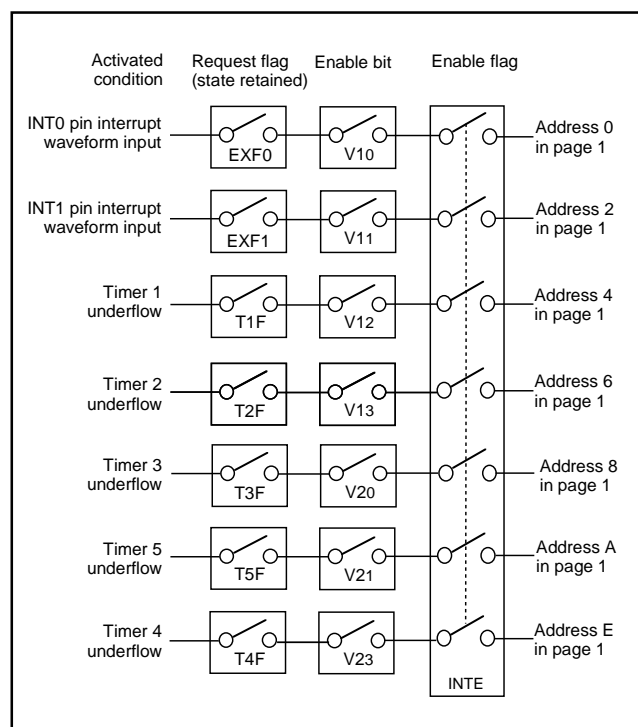 Activated condition
Request flag (state retained)
Enable bit
Enable flag
INT0 pin interrupt waveform input
EXF0
V10
Address 0 in page 1
INT1 pin interrupt waveform input
EXF1
V11
Address 2 in page 1
Timer 1 underflow
T1F
V12
Address 4 in page 1
Timer 2 underflow
T2F
V13
Address 6 in page 1
Timer 3 underflow
T3F
V20
Address 8 in page 1
Timer 5 underflow
T5F
V21
Address A in page 1
Timer 4 underflow
T4F
V23
Address E in page 1
INTE